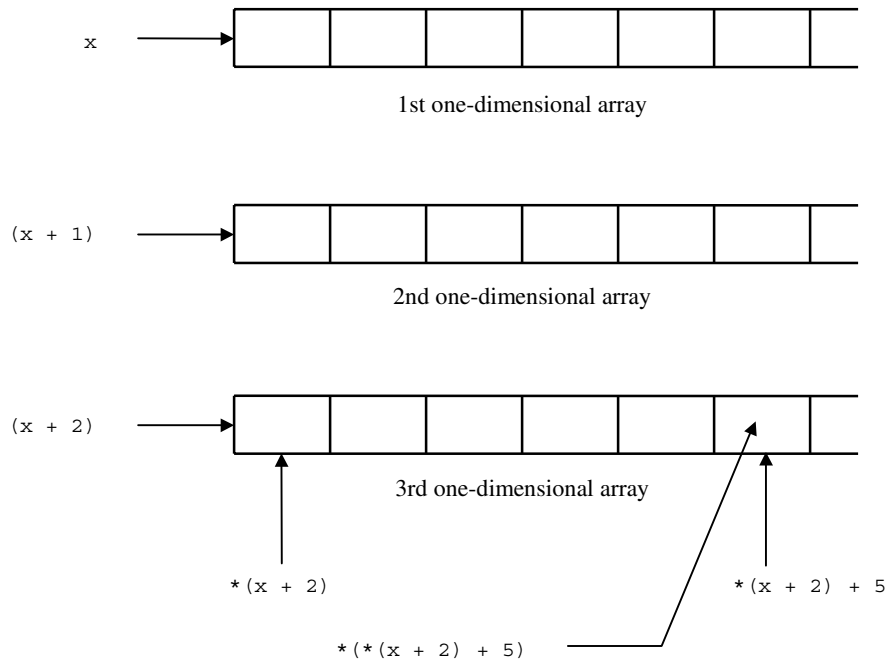 x
1st one-dimensional array
(x + 1)
2nd one-dimensional array
(x + 2)
3rd one-dimensional array
*(x + 2)
*(x + 2) + 5
*(*(x + 2) + 5)